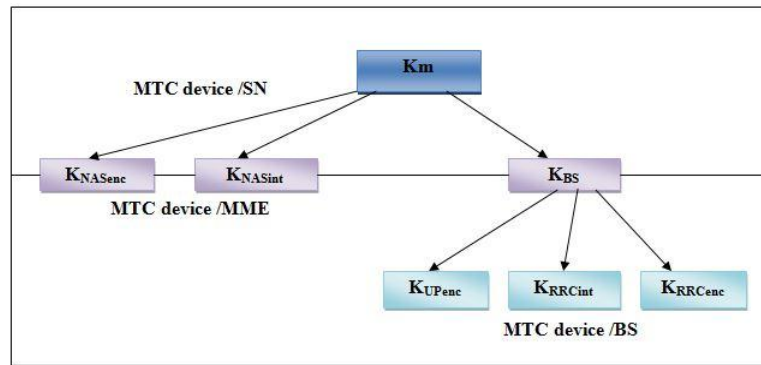 Km
MTC device /SN
KNASenc
KNASint
KBS
MTC device /MME
KUPenc
KRRCint
KRRCenc
MTC device /BS